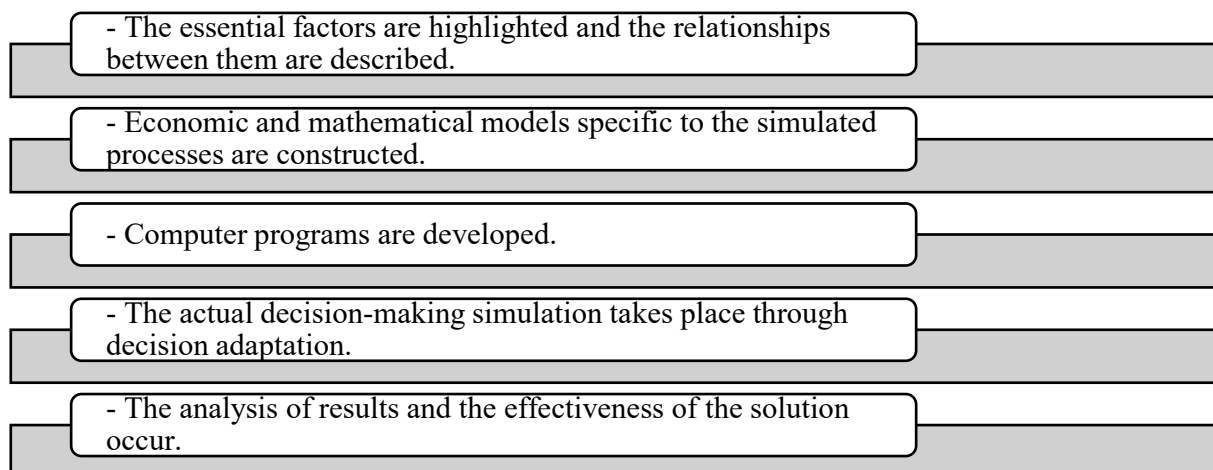 - The essential factors are highlighted and the relationships
between them are described.
- Economic and mathematical models specific to the simulated
processes are constructed.
- Computer programs are developed.
- The actual decision-making simulation takes place through
decision adaptation.
- The analysis of results and the effectiveness of the solution
occur.